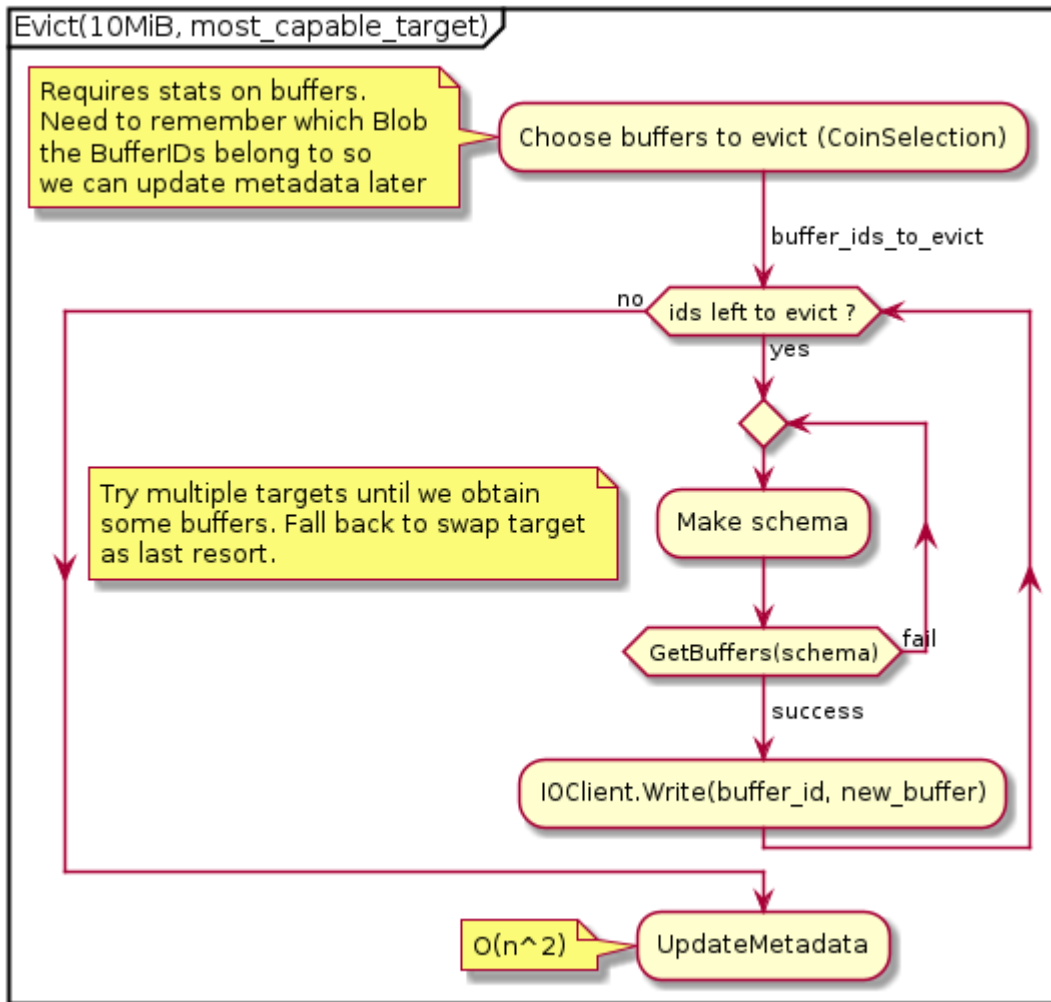 Evict(10MiB, most_capable_target)
Requires stats on buffers.
Need to remember which Blob
the BufferIDs belong to so
we can update metadata later
Choose buffers to evict (CoinSelection)
buffer_ids_to_evict
no
ids left to evict ?
yes
Try multiple targets until we obtain
some buffers. Fall back to swap target
as last resort.
Make schema
GetBuffers(schema)
fail
success
IOClient.Write(buffer_id, new_buffer)
O(n^2)
UpdateMetadata